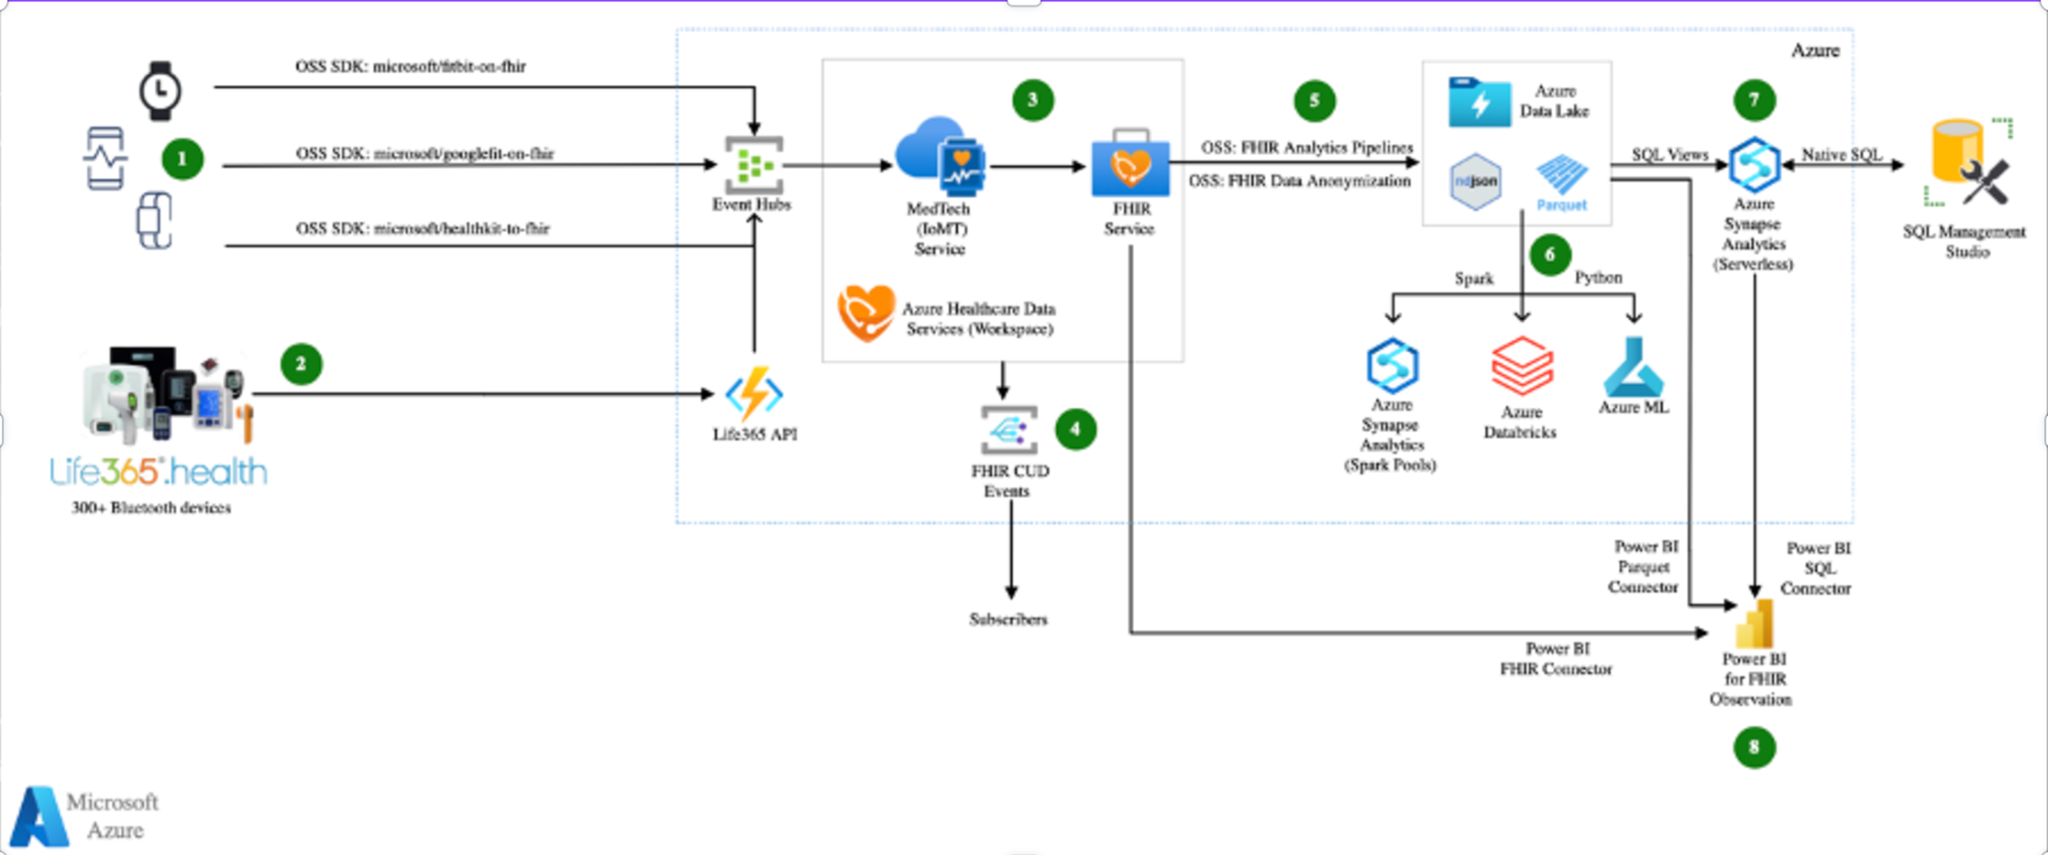 Azure
OSS SDK: microsoft/fitbit-on-fhir
1
OSS SDK: microsoft/googlefit-on-fhir
OSS SDK: microsoft/healthkit-to-fhir
Event Hubs
3
MedTech
(IoMT)
Service
FHIR
Service
Azure Healthcare Data
Services (Workspace)
5
OSS: FHIR Analytics Pipelines
OSS: FHIR Data Anonymization
Azure
Data Lake
ndjson
Parquet
SQL Views
7
Azure
Synapse
Analytics
(Serverless)
Native SQL
SQL Management
Studio
2
Life365.health
300+ Bluetooth devices
Life365 API
4
FHIR CUD
Events
Subscribers
6
Spark
Python
Azure
Synapse
Analytics
(Spark Pools)
Azure
Databricks
Azure ML
Power BI
Parquet
Connector
Power BI
SQL
Connector
Power BI
FHIR Connector
Power BI
for FHIR
Observation
8
Microsoft
Azure